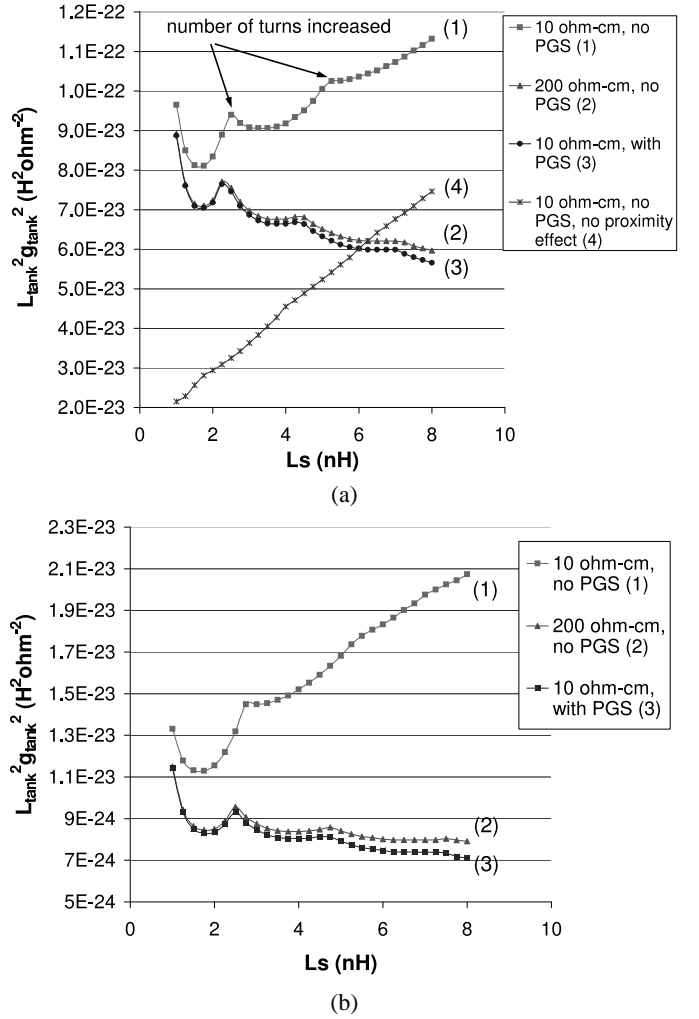 number of turns increased
(1)
1.2E-22
1.1E-22
1.0E-22
9.0E-23
8.0E-23
7.0E-23
6.0E-23
5.0E-23
4.0E-23
3.0E-23
2.0E-23
L_tank^2 g_tank^2 (H^2ohm^-2)
(4)
(2)
(3)
0
2
4
6
8
10
Ls (nH)
10 ohm-cm, no
PGS (1)
200 ohm-cm, no
PGS (2)
10 ohm-cm, with
PGS (3)
10 ohm-cm, no
PGS, no proximity
effect (4)
(a)
2.3E-23
2.1E-23
1.9E-23
1.7E-23
1.5E-23
1.3E-23
1.1E-23
9E-24
7E-24
5E-24
L_tank^2 g_tank^2 (H^2ohm^-2)
(1)
(2)
(3)
0
2
4
6
8
10
Ls (nH)
10 ohm-cm,
no PGS (1)
200 ohm-cm,
no PGS (2)
10 ohm-cm,
with PGS (3)
(b)